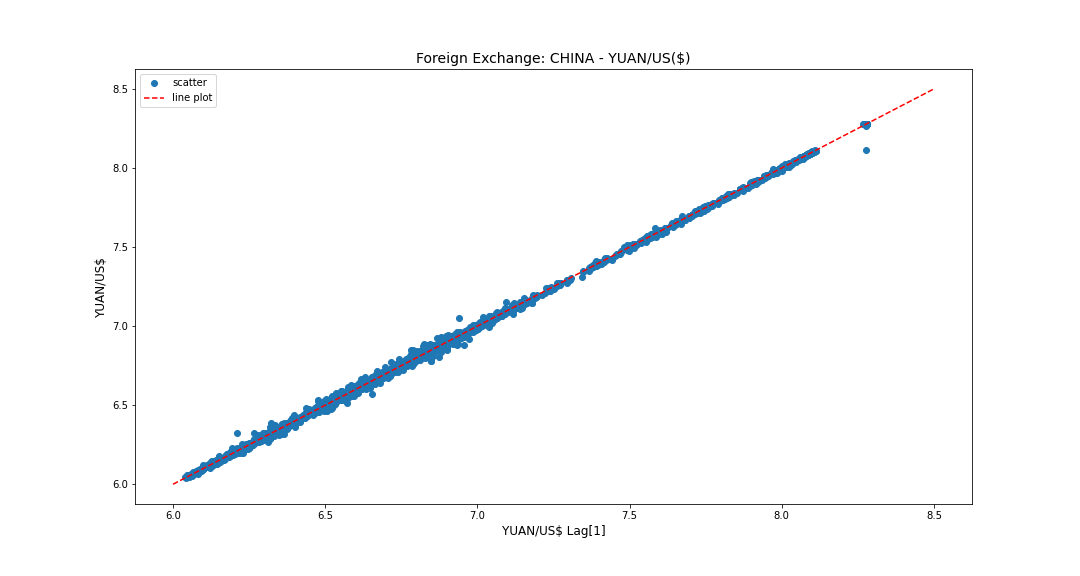 Foreign Exchange: CHINA - YUAN/US($)
scatter
line plot
YUAN/US$
8.5
8.0
7.5
7.0
6.5
6.0
6.0 6.5 7.0 7.5 8.0 8.5
YUAN/US$ Lag[1]